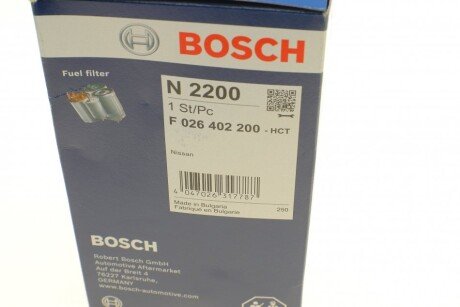 BOSCH
Fuel filter
N 2200
1 St/Pc
F 026 402 200 - HCT
Nissan
4 047026 317787
Made in Bulgaria
Fabriqué en Bulgarie
250
BOSCH
Robert Bosch GmbH
Automotive Aftermarket
Auf der Breit 4
76227 Karlsruhe,
GERMANY
www.bosch-automotive.com